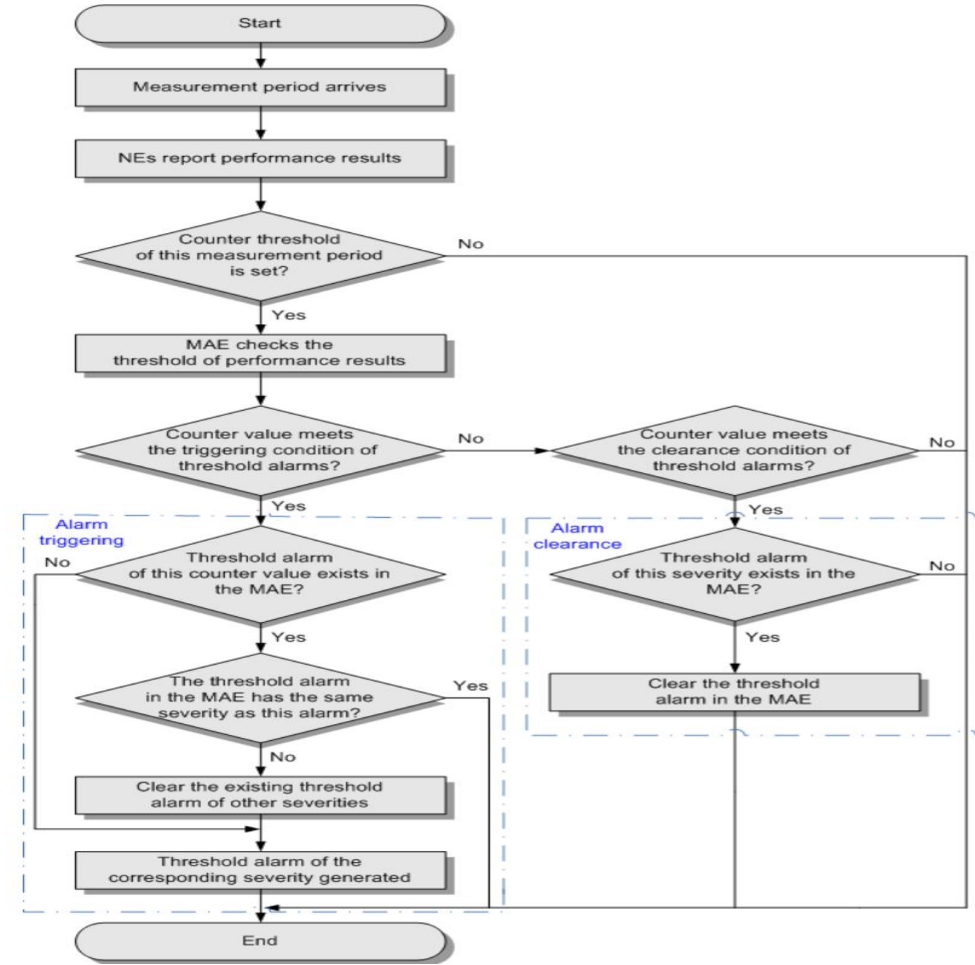 Start
Measurement period arrives
NEs report performance results
Counter threshold
of this measurement period
is set?
No
Yes
MAE checks the
threshold of performance results
Counter value meets
the triggering condition of
threshold alarms?
No
Counter value meets
the clearance condition of
threshold alarms?
No
Yes
Yes
Alarm
triggering
No
Threshold alarm
of this counter value exists in
the MAE?
Alarm
clearance
Threshold alarm
of this severity exists in the
MAE?
No
Yes
Yes
The threshold alarm
in the MAE has the same
severity as this alarm?
Yes
Clear the threshold
alarm in the MAE
No
Clear the existing threshold
alarm of other severities
Threshold alarm of the
corresponding severity generated
End